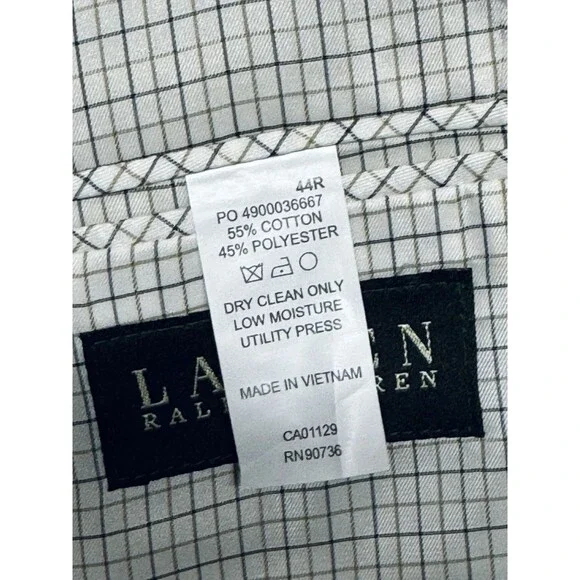 44R
PO 4900036667
55% COTTON
45% POLYESTER
DRY CLEAN ONLY
LOW MOISTURE
UTILITY PRESS
MADE IN VIETNAM
CA01129
RN90736